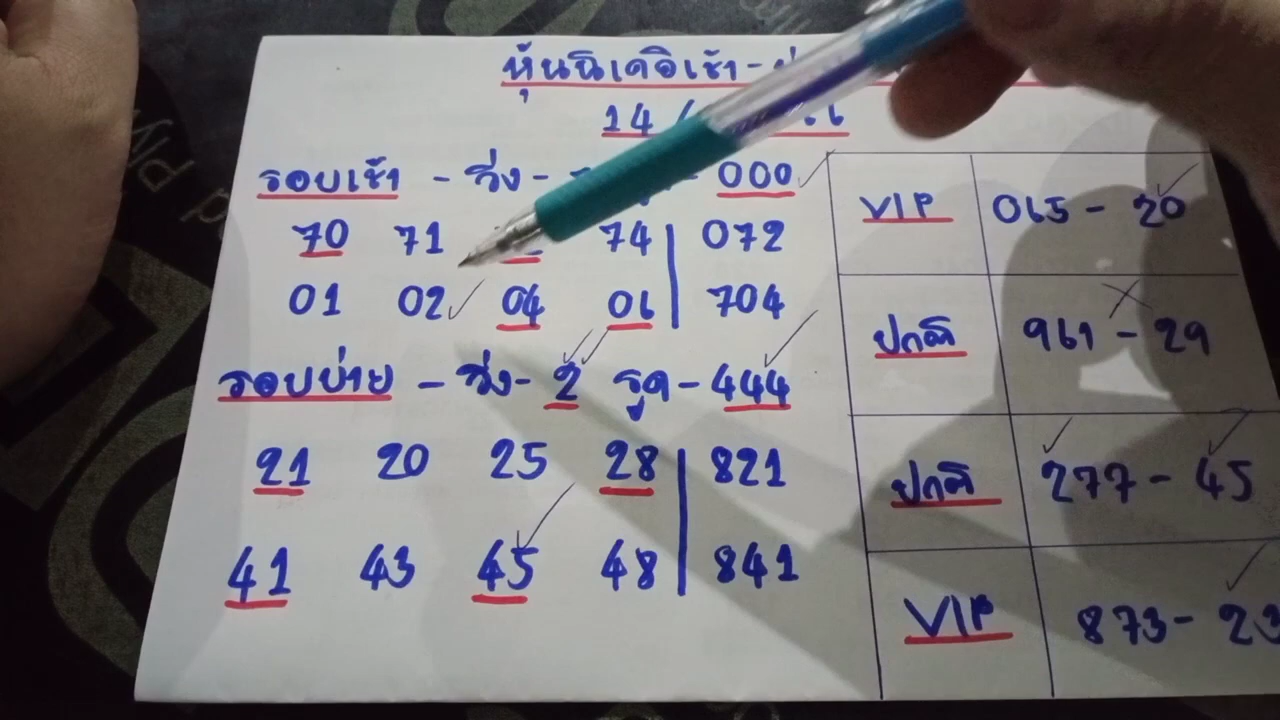 หุ้นนิเคอิเช้า-
14 /
รอบเช้า - วิ่ง - 000
70 71 74 072
01 02 04 06 704
รอบบ่าย - วิ่ง - 2 รูด - 444
21 20 25 28 821
41 43 45 48 841
VIP 065 - 20
ปกติ 961 - 29
ปกติ 277 - 45
VIP 873 - 23